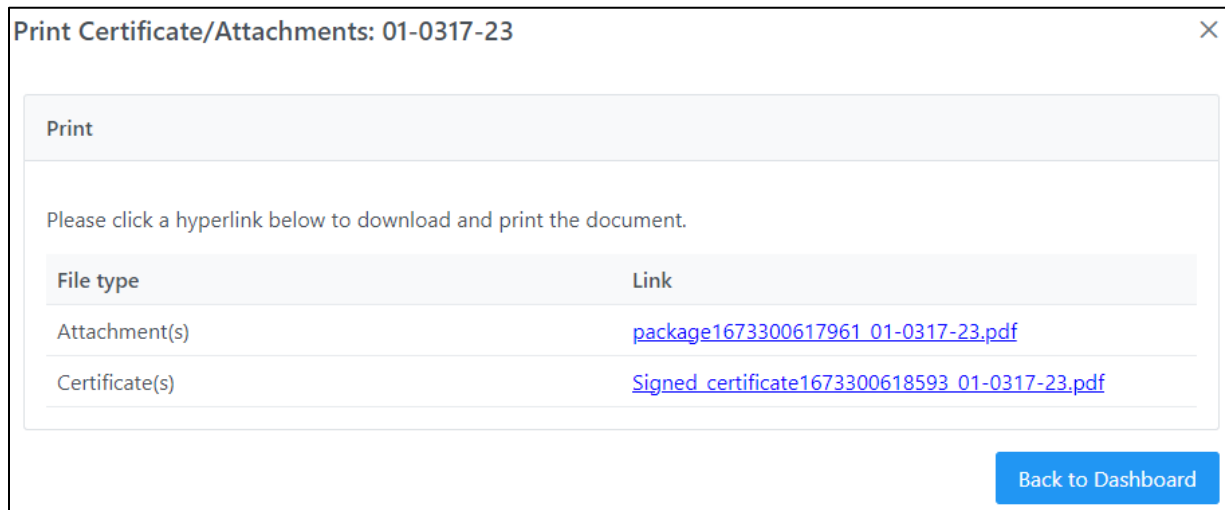 Print Certificate/Attachments: 01-0317-23
Print
Please click a hyperlink below to download and print the document.
File type Link
Attachment(s) package1673300617961_01-0317-23.pdf
Certificate(s) Signed_certificate1673300618593_01-0317-23.pdf
Back to Dashboard